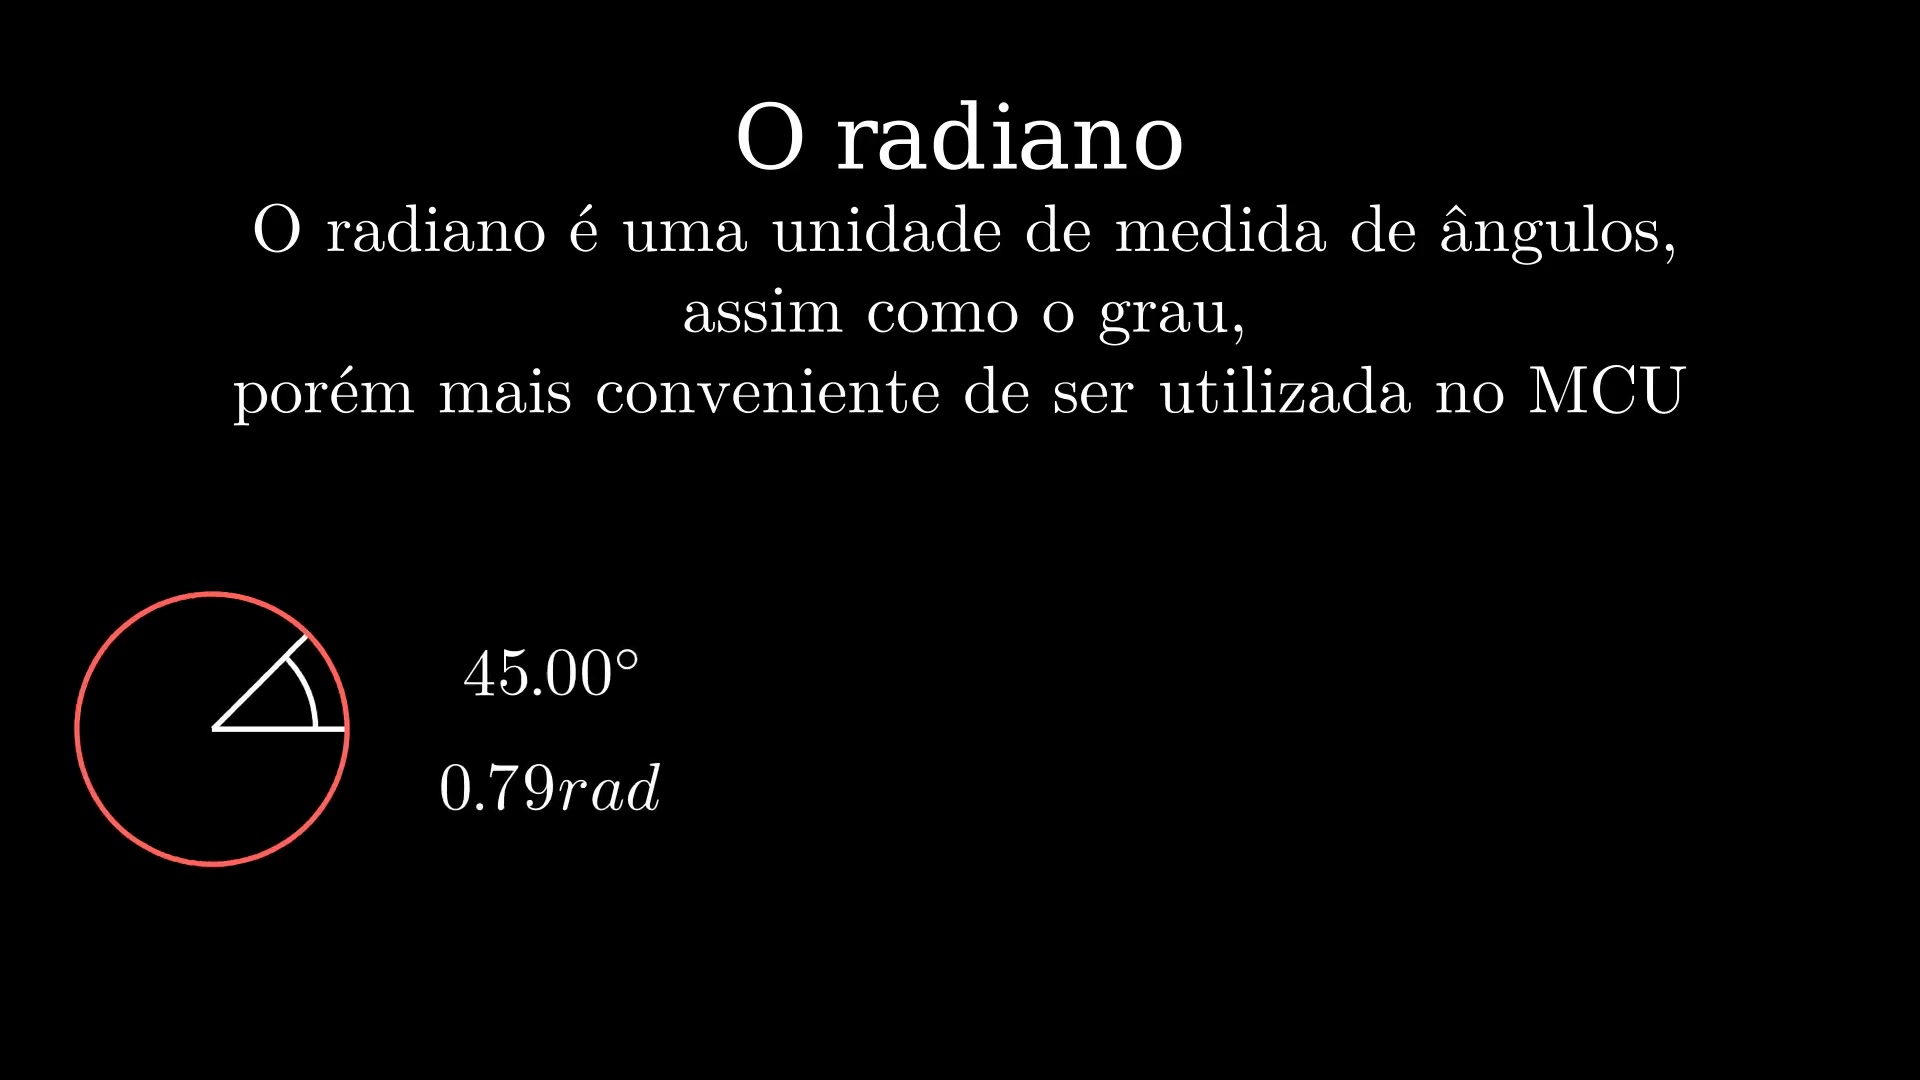 O radiano
O radiano é uma unidade de medida de ângulos,
assim como o grau,
porém mais conveniente de ser utilizada no MCU
45.00°
0.79rad